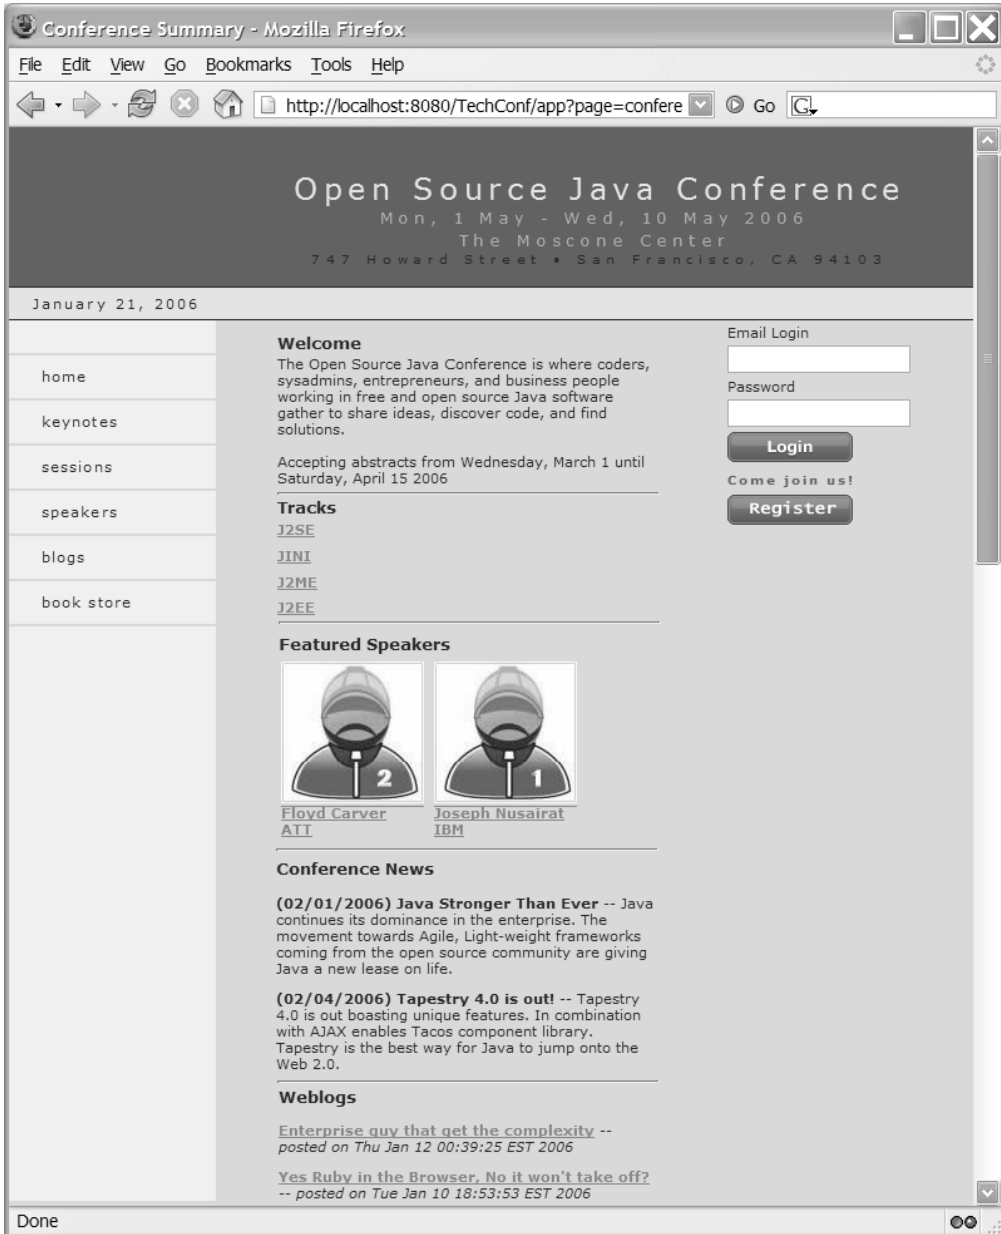 Conference Summary - Mozilla Firefox
File Edit View Go Bookmarks Tools Help
http://localhost:8080/TechConf/app?page=confere Go G
Open Source Java Conference
Mon, 1 May - Wed, 10 May 2006
The Moscone Center
747 Howard Street • San Francisco, CA 94103
January 21, 2006
home
keynotes
sessions
speakers
blogs
book store
Welcome
The Open Source Java Conference is where coders,
sysadmins, entrepreneurs, and business people
working in free and open source Java software
gather to share ideas, discover code, and find
solutions.
Accepting abstracts from Wednesday, March 1 until
Saturday, April 15 2006
Tracks
J2SE
JINI
J2ME
J2EE
Featured Speakers
2
1
Floyd Carver
ATT
Joseph Nusairat
IBM
Conference News
(02/01/2006) Java Stronger Than Ever -- Java
continues its dominance in the enterprise. The
movement towards Agile, Light-weight frameworks
coming from the open source community are giving
Java a new lease on life.
(02/04/2006) Tapestry 4.0 is out! -- Tapestry
4.0 is out boasting unique features. In combination
with AJAX enables Tacos component library.
Tapestry is the best way for Java to jump onto the
Web 2.0.
Weblogs
Enterprise guy that get the complexity --
posted on Thu Jan 12 00:39:25 EST 2006
Yes Ruby in the Browser, No it won't take off?
-- posted on Tue Jan 10 18:53:53 EST 2006
Email Login
Password
Login
Come join us!
Register
Done